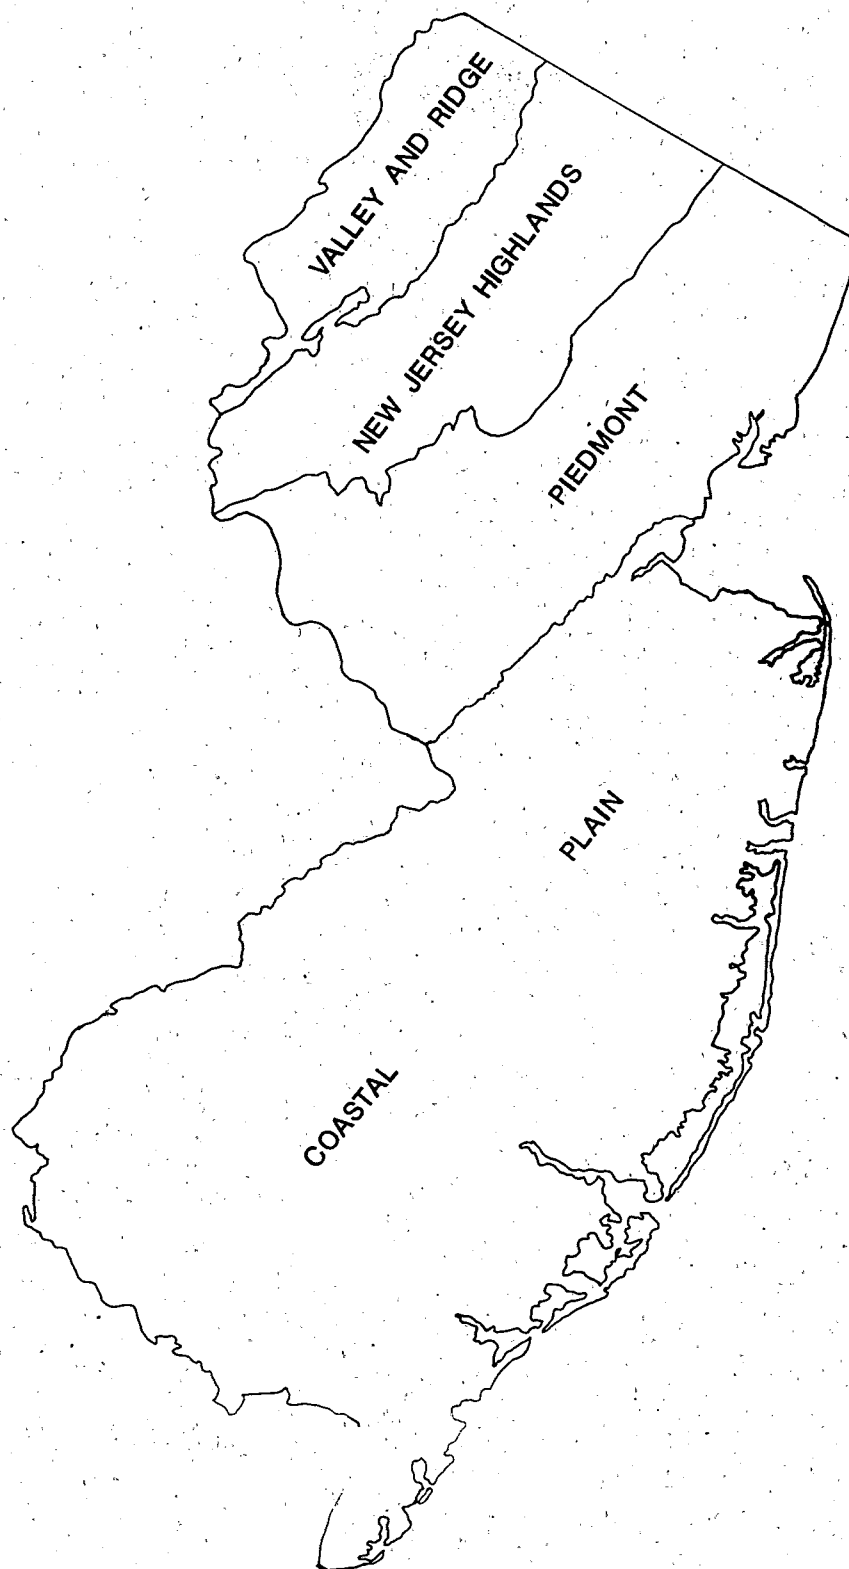 VALLEY AND RIDGE
NEW JERSEY HIGHLANDS
PIEDMONT
PLAIN
COASTAL